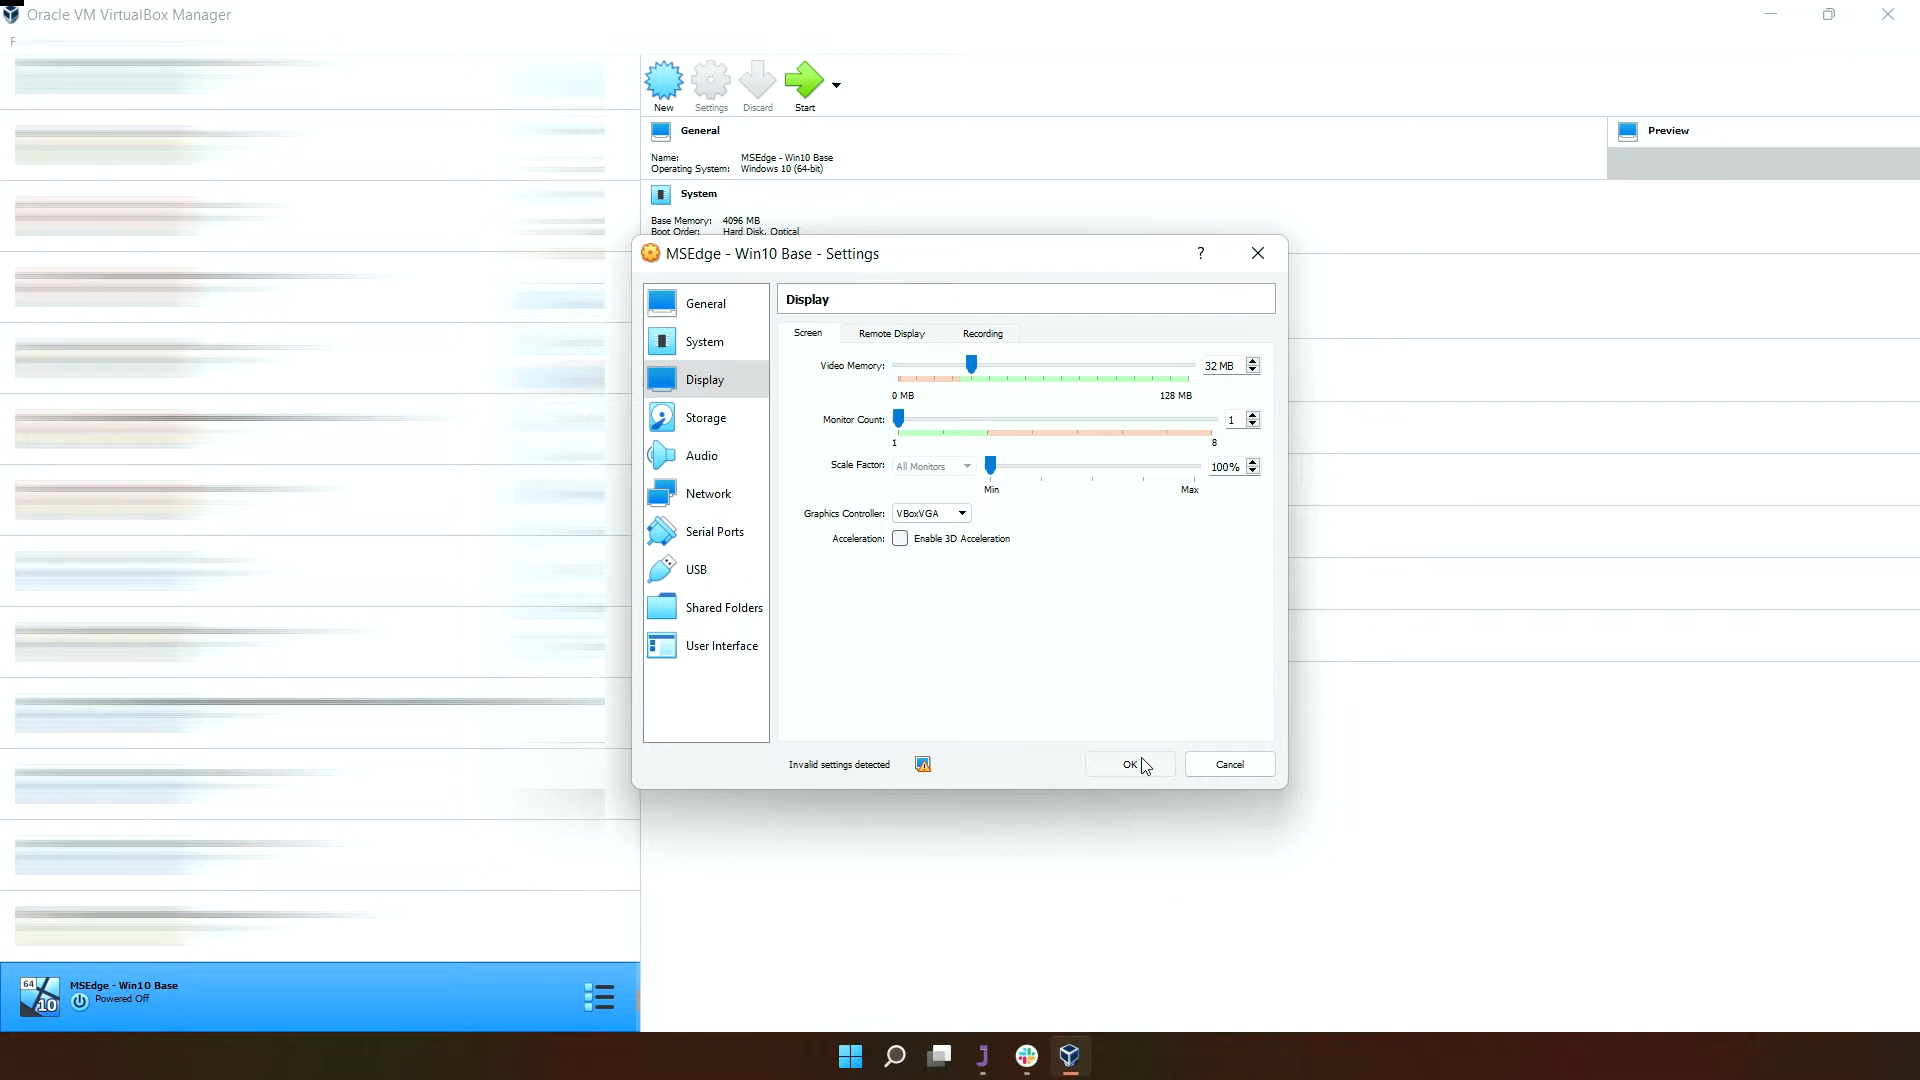 Oracle VM VirtualBox Manager
F
New
Settings
Discard
Start
General
Preview
Name: MSEdge - Win10 Base
Operating System: Windows 10 (64-bit)
System
Base Memory: 4096 MB
Boot Order: Hard Disk, Optical
MSEdge - Win10 Base - Settings
?
General
System
Display
Storage
Audio
Network
Serial Ports
USB
Shared Folders
User Interface
Display
Screen
Remote Display
Recording
Video Memory: 32 MB
0 MB 128 MB
Monitor Count: 1
1 8
Scale Factor: All Monitors 100%
Min Max
Graphics Controller: VBoxVGA
Acceleration: Enable 3D Acceleration
Invalid settings detected
OK
Cancel
64
10
MSEdge - Win10 Base
Powered Off